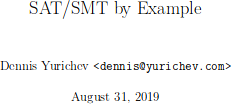 SAT/SMT by Example
Dennis Yurichev <dennis@yurichev.com>
August 31, 2019